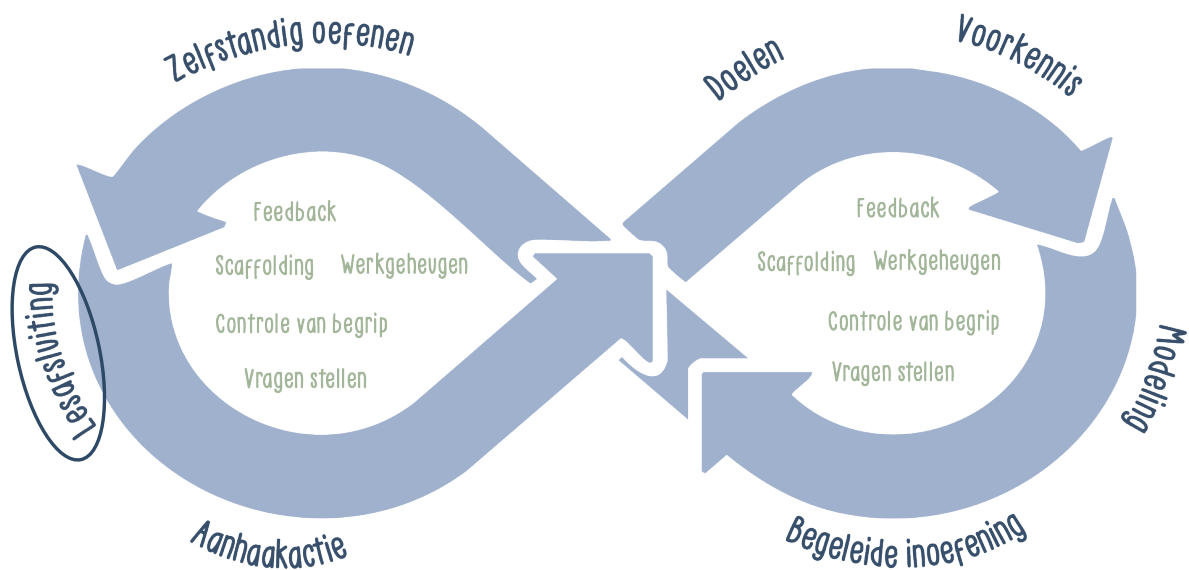 Zelfstandig oefenen
Doelen
Voorkennis
Feedback
Scaffolding Werkgeheugen
Controle van begrip
Vragen stellen
Feedback
Scaffolding Werkgeheugen
Controle van begrip
Vragen stellen
Lesafsluiting
Modeling
Aanhaakactie
Begeleide inoefening